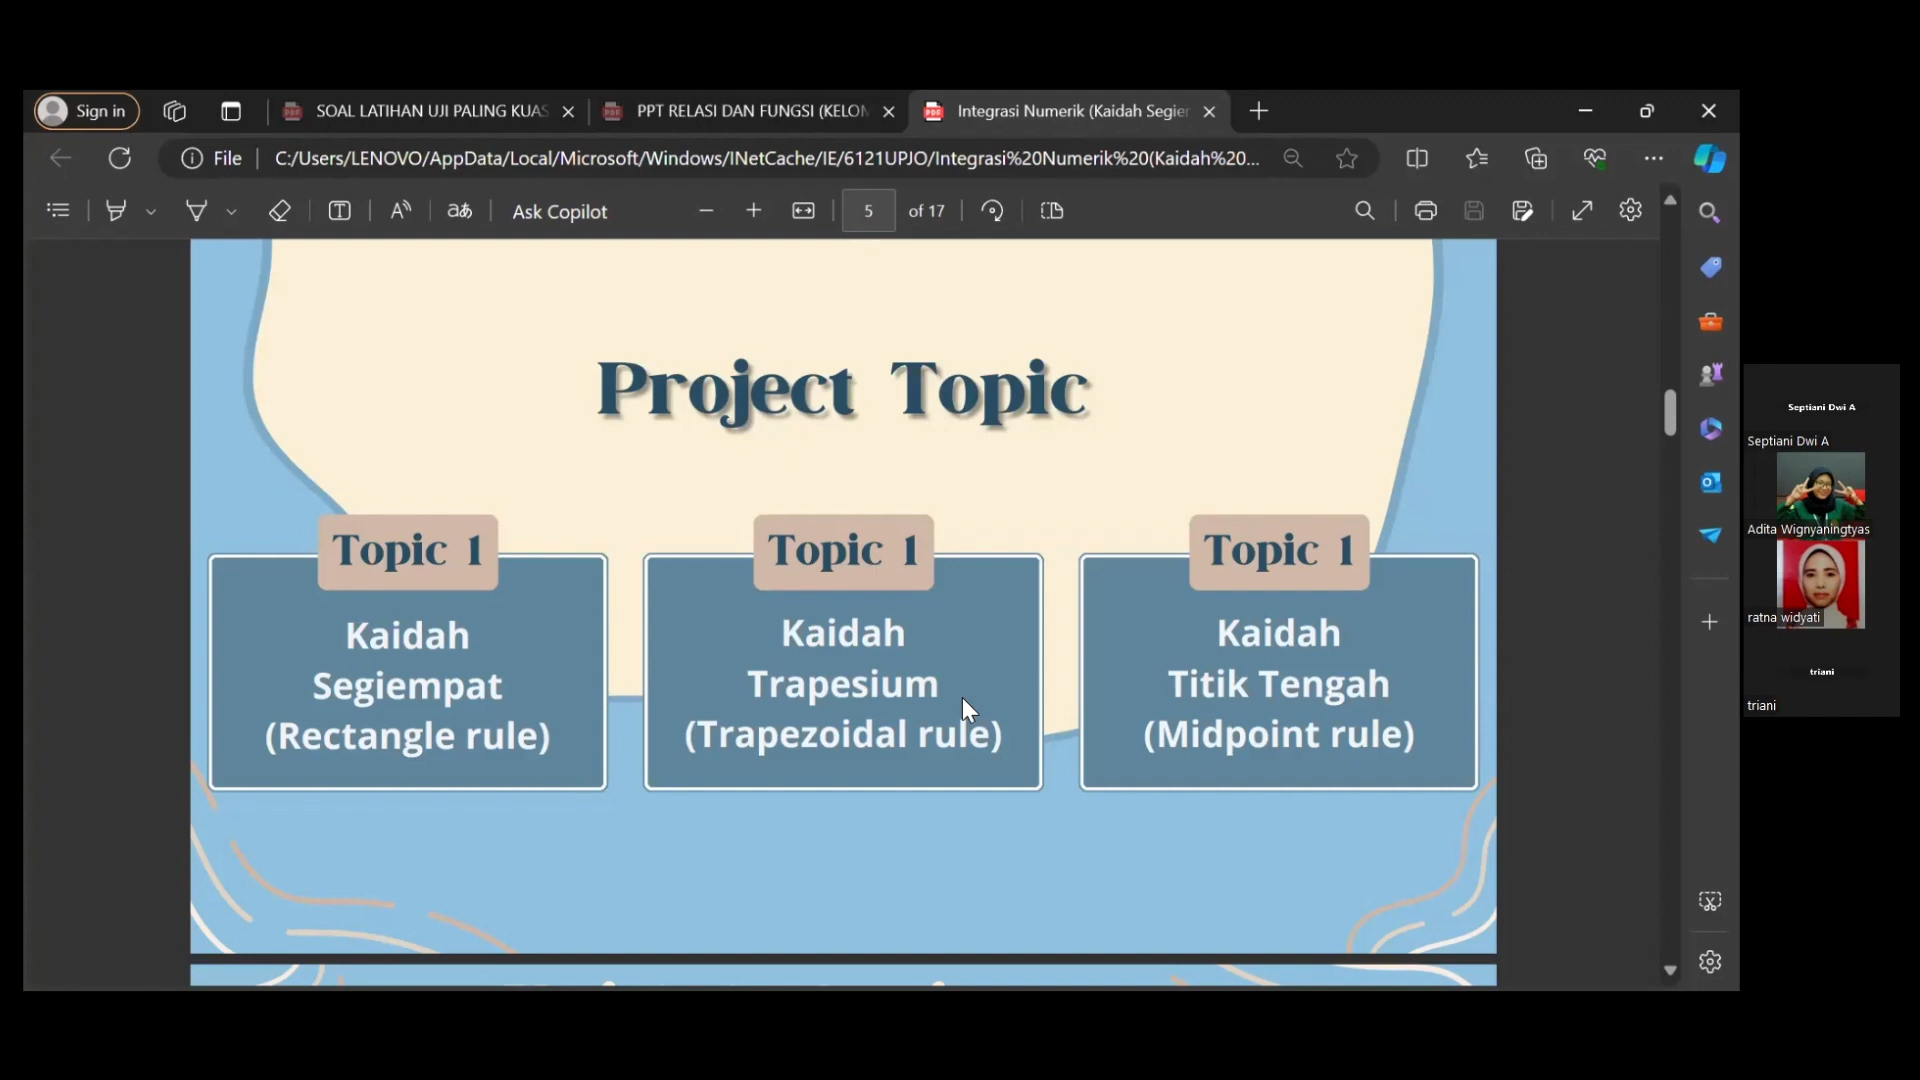 Sign in
SOAL LATIHAN UJI PALING KUAS
PPT RELASI DAN FUNGSI (KELOM
Integrasi Numerik (Kaidah Segier
File
C:/Users/LENOVO/AppData/Local/Microsoft/Windows/INetCache/IE/6121UPJO/Integrasi%20Numerik%20(Kaidah%20...
Ask Copilot
5 of 17
Project Topic
Topic 1
Kaidah
Segiempat
(Rectangle rule)
Topic 1
Kaidah
Trapesium
(Trapezoidal rule)
Topic 1
Kaidah
Titik Tengah
(Midpoint rule)
Septiani Dwi A
Septiani Dwi A
Adita Wignyaningtyas
ratna widyati
triani
triani